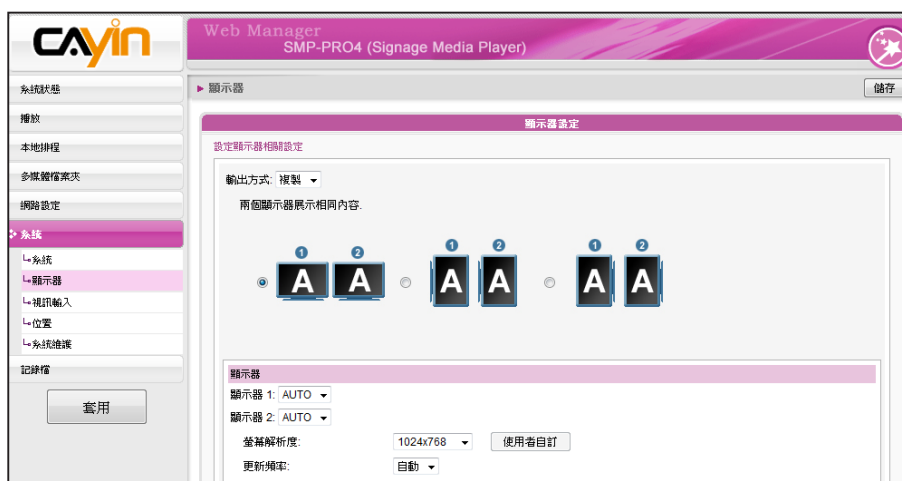 CAYIN
Web Manager
SMP-PRO4 (Signage Media Player)
系統狀態
播放
本地排程
多媒體檔案夾
網路設定
系統
系統
顯示器
視訊輸入
位置
系統維護
記錄檔
套用
顯示器
儲存
顯示器設定
設定顯示器相關設定
輸出方式: 複製
兩個顯示器展示相同內容.
1 2 1 2 1 2
A A A A A A
顯示器
顯示器 1: AUTO
顯示器 2: AUTO
螢幕解析度: 1024x768 使用者自訂
更新頻率: 自動